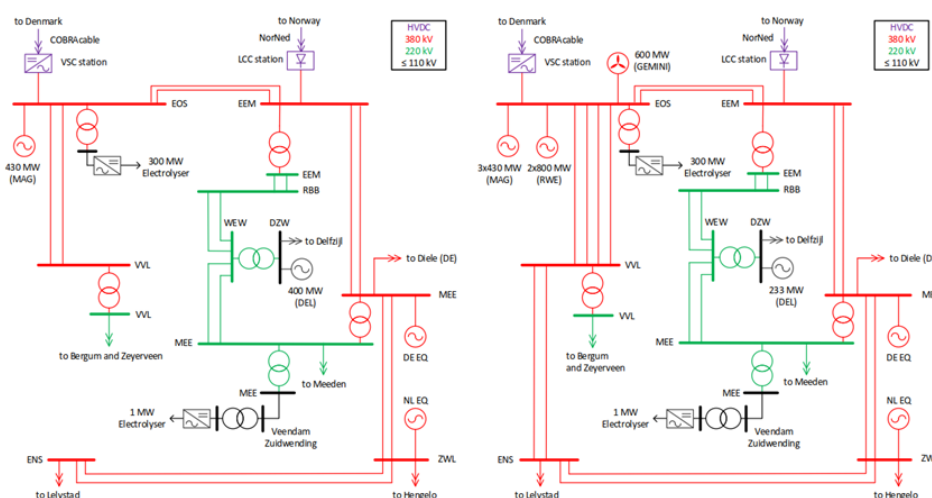 to Denmark
COBRAcable
VSC station
to Norway
NorNed
LCC station
HVDC
380 kV
220 kV
≤ 110 kV
EOS
EEM
430 MW
(MAG)
300 MW
Electrolyser
EEM
RBB
WEW
DZW
to Delfzijl
400 MW
(DEL)
VVL
VVL
to Bergum and Zeyerveen
to Diele (DE)
MEE
MEE
DE EQ
to Meeden
MEE
1 MW
Electrolyser
Veendam
Zuidwending
NL EQ
ENS
ZWL
to Lelystad
to Hengelo
to Denmark
COBRAcable
VSC station
600 MW
(GEMINI)
to Norway
NorNed
LCC station
HVDC
380 kV
220 kV
≤ 110 kV
EOS
EEM
3x430 MW
(MAG)
2x800 MW
(RWE)
300 MW
Electrolyser
EEM
RBB
WEW
DZW
to Delfzijl
233 MW
(DEL)
VVL
VVL
to Bergum
and Zeyerveen
to Diele (D
ME
MEE
DE EQ
to Meeden
MEE
1 MW
Electrolyser
Veendam
Zuidwending
NL EQ
ENS
ZWL
to Lelystad
to Hengelo